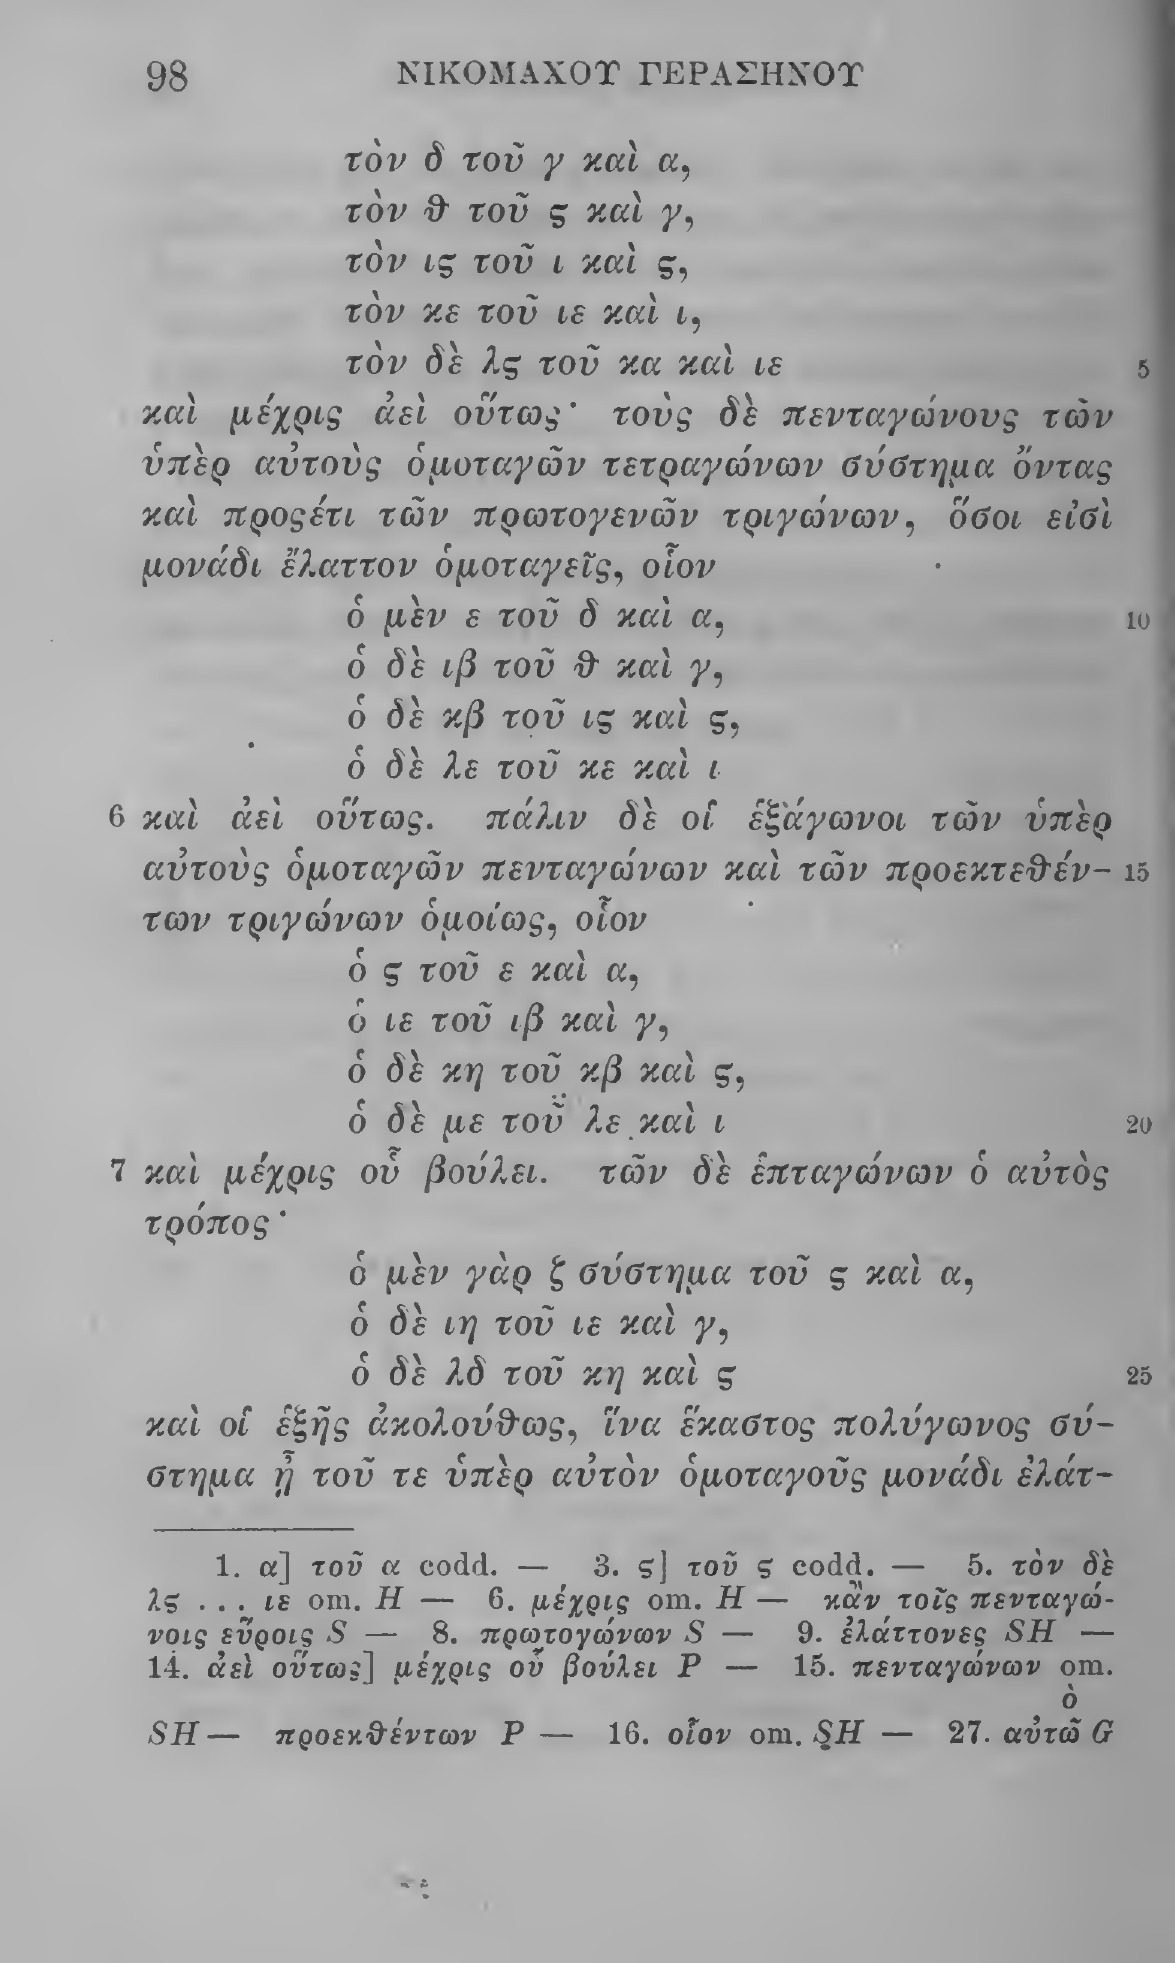 98 ΝΙΚΟΜΑΧΟΥ ΓΕΡΑΣΗΝΟΥ
τὸν δ τοῦ γ καὶ α,
τὸν ϑ τοῦ ς καὶ γ,
τὸν ις τοῦ ι καὶ ς,
τὸν κε τοῦ ιε καὶ ι,
τὸν δὲ λς τοῦ κα καὶ ιε 5
καὶ μέχρις ἀεὶ οὕτως· τοὺς δὲ πενταγώνους τῶν
ὑπὲρ αὐτοὺς ὁμοταγῶν τετραγώνων σύστημα ὄντας
καὶ προςέτι τῶν πρωτογενῶν τριγώνων, ὅσοι εἰσὶ
μονάδι ἔλαττον ὁμοταγεῖς, οἷον
ὁ μὲν ε τοῦ δ καὶ α, 10
ὁ δὲ ιβ τοῦ ϑ καὶ γ,
ὁ δὲ κβ τοῦ ις καὶ ς,
ὁ δὲ λε τοῦ κε καὶ ι
6 καὶ ἀεὶ οὕτως. πάλιν δὲ οἱ ἑξάγωνοι τῶν ὑπὲρ
αὐτοὺς ὁμοταγῶν πενταγώνων καὶ τῶν προεκτεϑέν- 15
των τριγώνων ὁμοίως, οἷον
ὁ ς τοῦ ε καὶ α,
ὁ ιε τοῦ ιβ καὶ γ,
ὁ δὲ κη τοῦ κβ καὶ ς,
ὁ δὲ με τοῦ λε καὶ ι 20
7 καὶ μέχρις οὗ βούλει. τῶν δὲ ἑπταγώνων ὁ αὐτὸς
τρόπος·
ὁ μὲν γὰρ ζ σύστημα τοῦ ς καὶ α,
ὁ δὲ ιη τοῦ ιε καὶ γ,
ὁ δὲ λδ τοῦ κη καὶ ς 25
καὶ οἱ ἑξῆς ἀκολούϑως, ἵνα ἕκαστος πολύγωνος σύ-
στημα ᾖ τοῦ τε ὑπὲρ αὐτὸν ὁμοταγοῦς μονάδι ἐλάτ-
1. α] τοῦ α codd. — 3. ς] τοῦ ς codd. — 5. τὸν δὲ
λς ... ιε om. H — 6. μέχρις om. H — κἂν τοῖς πενταγώ-
νοις εὕροις S — 8. πρωτογώνων S — 9. ἐλάττονες SH —
14. ἀεὶ οὕτως] μέχρις οὗ βούλει P — 15. πενταγώνων om.
ὸ
SH — προεκϑέντων P — 16. οἷον om. SH — 27. αὐτῶ G